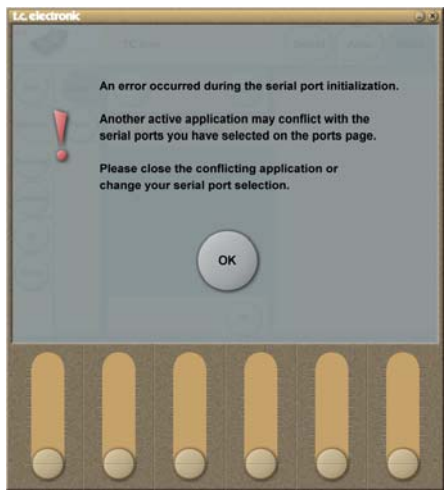 t.c. electronic
An error occurred during the serial port initialization.
Another active application may conflict with the
serial ports you have selected on the ports page.
Please close the conflicting application or
change your serial port selection.
OK